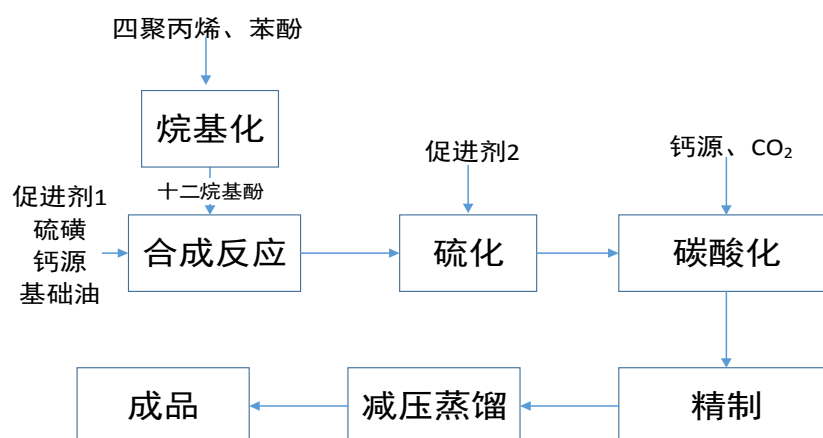 四聚丙烯、苯酚
烷基化
十二烷基酚
促进剂1
硫磺
钙源
基础油
合成反应
促进剂2
硫化
钙源、CO₂
碳酸化
精制
减压蒸馏
成品